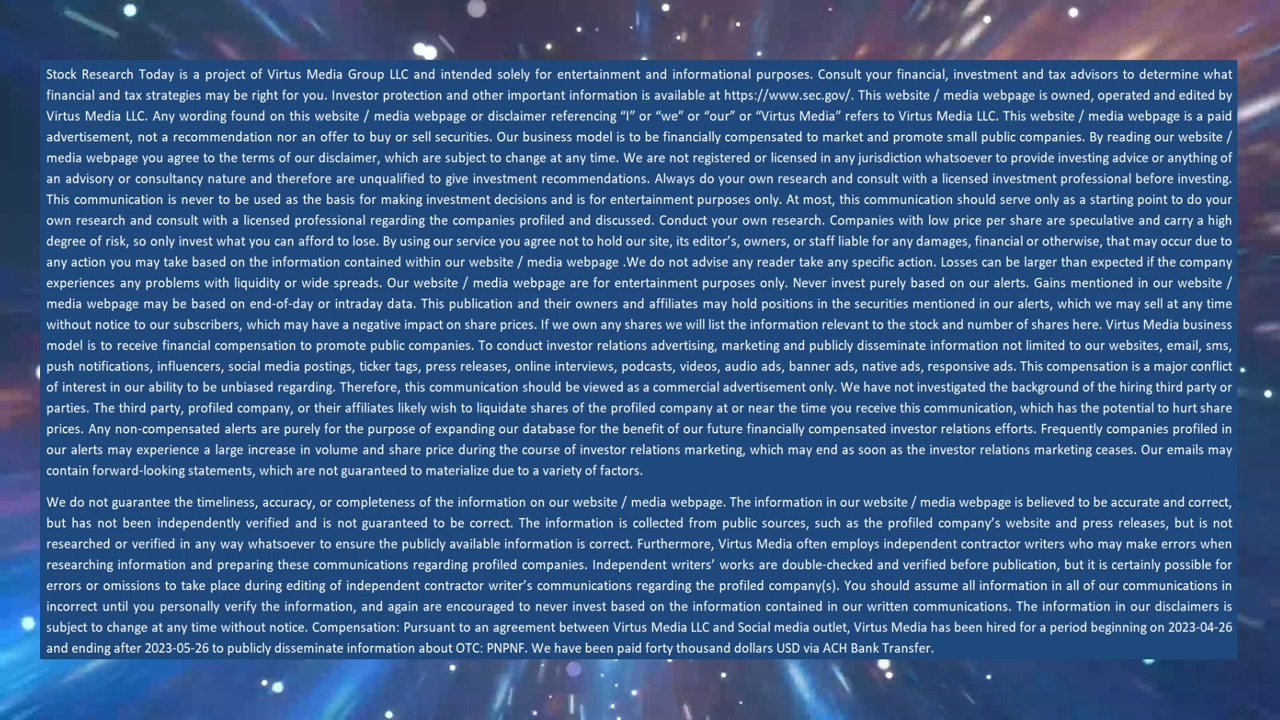 Stock Research Today is a project of Virtus Media Group LLC and intended solely for entertainment and informational purposes. Consult your financial, investment and tax advisors to determine what
financial and tax strategies may be right for you. Investor protection and other important information is available at https://www.sec.gov/. This website / media webpage is owned, operated and edited by
Virtus Media LLC. Any wording found on this website / media webpage or disclaimer referencing “I” or “we” or “our” or “Virtus Media” refers to Virtus Media LLC. This website / media webpage is a paid
advertisement, not a recommendation nor an offer to buy or sell securities. Our business model is to be financially compensated to market and promote small public companies. By reading our website /
media webpage you agree to the terms of our disclaimer, which are subject to change at any time. We are not registered or licensed in any jurisdiction whatsoever to provide investing advice or anything of
an advisory or consultancy nature and therefore are unqualified to give investment recommendations. Always do your own research and consult with a licensed investment professional before investing.
This communication is never to be used as the basis for making investment decisions and is for entertainment purposes only. At most, this communication should serve only as a starting point to do your
own research and consult with a licensed professional regarding the companies profiled and discussed. Conduct your own research. Companies with low price per share are speculative and carry a high
degree of risk, so only invest what you can afford to lose. By using our service you agree not to hold our site, its editor’s, owners, or staff liable for any damages, financial or otherwise, that may occur due to
any action you may take based on the information contained within our website / media webpage .We do not advise any reader take any specific action. Losses can be larger than expected if the company
experiences any problems with liquidity or wide spreads. Our website / media webpage are for entertainment purposes only. Never invest purely based on our alerts. Gains mentioned in our website /
media webpage may be based on end-of-day or intraday data. This publication and their owners and affiliates may hold positions in the securities mentioned in our alerts, which we may sell at any time
without notice to our subscribers, which may have a negative impact on share prices. If we own any shares we will list the information relevant to the stock and number of shares here. Virtus Media business
model is to receive financial compensation to promote public companies. To conduct investor relations advertising, marketing and publicly disseminate information not limited to our websites, email, sms,
push notifications, influencers, social media postings, ticker tags, press releases, online interviews, podcasts, videos, audio ads, banner ads, native ads, responsive ads. This compensation is a major conflict
of interest in our ability to be unbiased regarding. Therefore, this communication should be viewed as a commercial advertisement only. We have not investigated the background of the hiring third party or
parties. The third party, profiled company, or their affiliates likely wish to liquidate shares of the profiled company at or near the time you receive this communication, which has the potential to hurt share
prices. Any non-compensated alerts are purely for the purpose of expanding our database for the benefit of our future financially compensated investor relations efforts. Frequently companies profiled in
our alerts may experience a large increase in volume and share price during the course of investor relations marketing, which may end as soon as the investor relations marketing ceases. Our emails may
contain forward-looking statements, which are not guaranteed to materialize due to a variety of factors.
We do not guarantee the timeliness, accuracy, or completeness of the information on our website / media webpage. The information in our website / media webpage is believed to be accurate and correct,
but has not been independently verified and is not guaranteed to be correct. The information is collected from public sources, such as the profiled company’s website and press releases, but is not
researched or verified in any way whatsoever to ensure the publicly available information is correct. Furthermore, Virtus Media often employs independent contractor writers who may make errors when
researching information and preparing these communications regarding profiled companies. Independent writers’ works are double-checked and verified before publication, but it is certainly possible for
errors or omissions to take place during editing of independent contractor writer’s communications regarding the profiled company(s). You should assume all information in all of our communications in
incorrect until you personally verify the information, and again are encouraged to never invest based on the information contained in our written communications. The information in our disclaimers is
subject to change at any time without notice. Compensation: Pursuant to an agreement between Virtus Media LLC and Social media outlet, Virtus Media has been hired for a period beginning on 2023-04-26
and ending after 2023-05-26 to publicly disseminate information about OTC: PNPNF. We have been paid forty thousand dollars USD via ACH Bank Transfer.